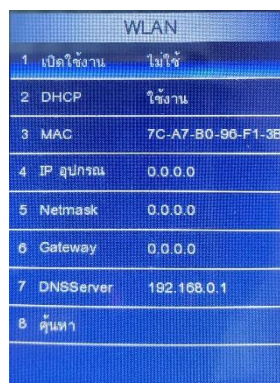 WLAN
1 เปิดใช้งาน ไม่ใช้
2 DHCP ใช้งาน
3 MAC 7C-A7-B0-96-F1-3B
4 IP อุปกรณ์ 0.0.0.0
5 Netmask 0.0.0.0
6 Gateway 0.0.0.0
7 DNSServer 192.168.0.1
8 ค้นหา